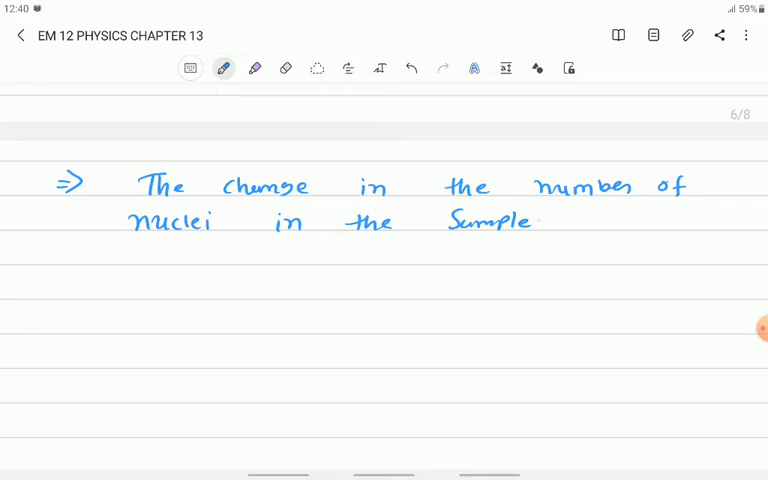 12:40
59%
EM 12 PHYSICS CHAPTER 13
6/8
⇒ The change in the number of
nuclei in the Sample